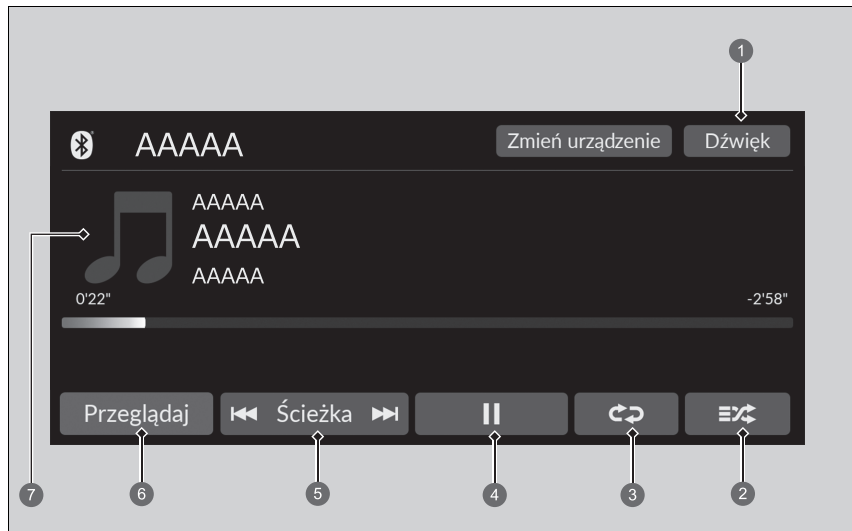 1
AAAAA
Zmień urządzenie
Dźwięk
AAAAA
AAAAA
AAAAA
7
0'22"
-2'58"
Przeglądaj
Ścieżka
6
5
4
3
2